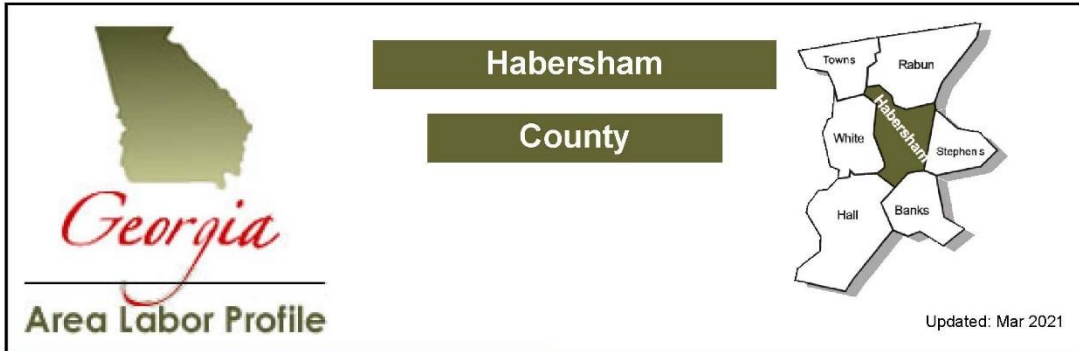 Georgia
Area Labor Profile
Habersham
County
Towns
Rabun
Habersham
White
Stephens
Hall
Banks
Updated: Mar 2021